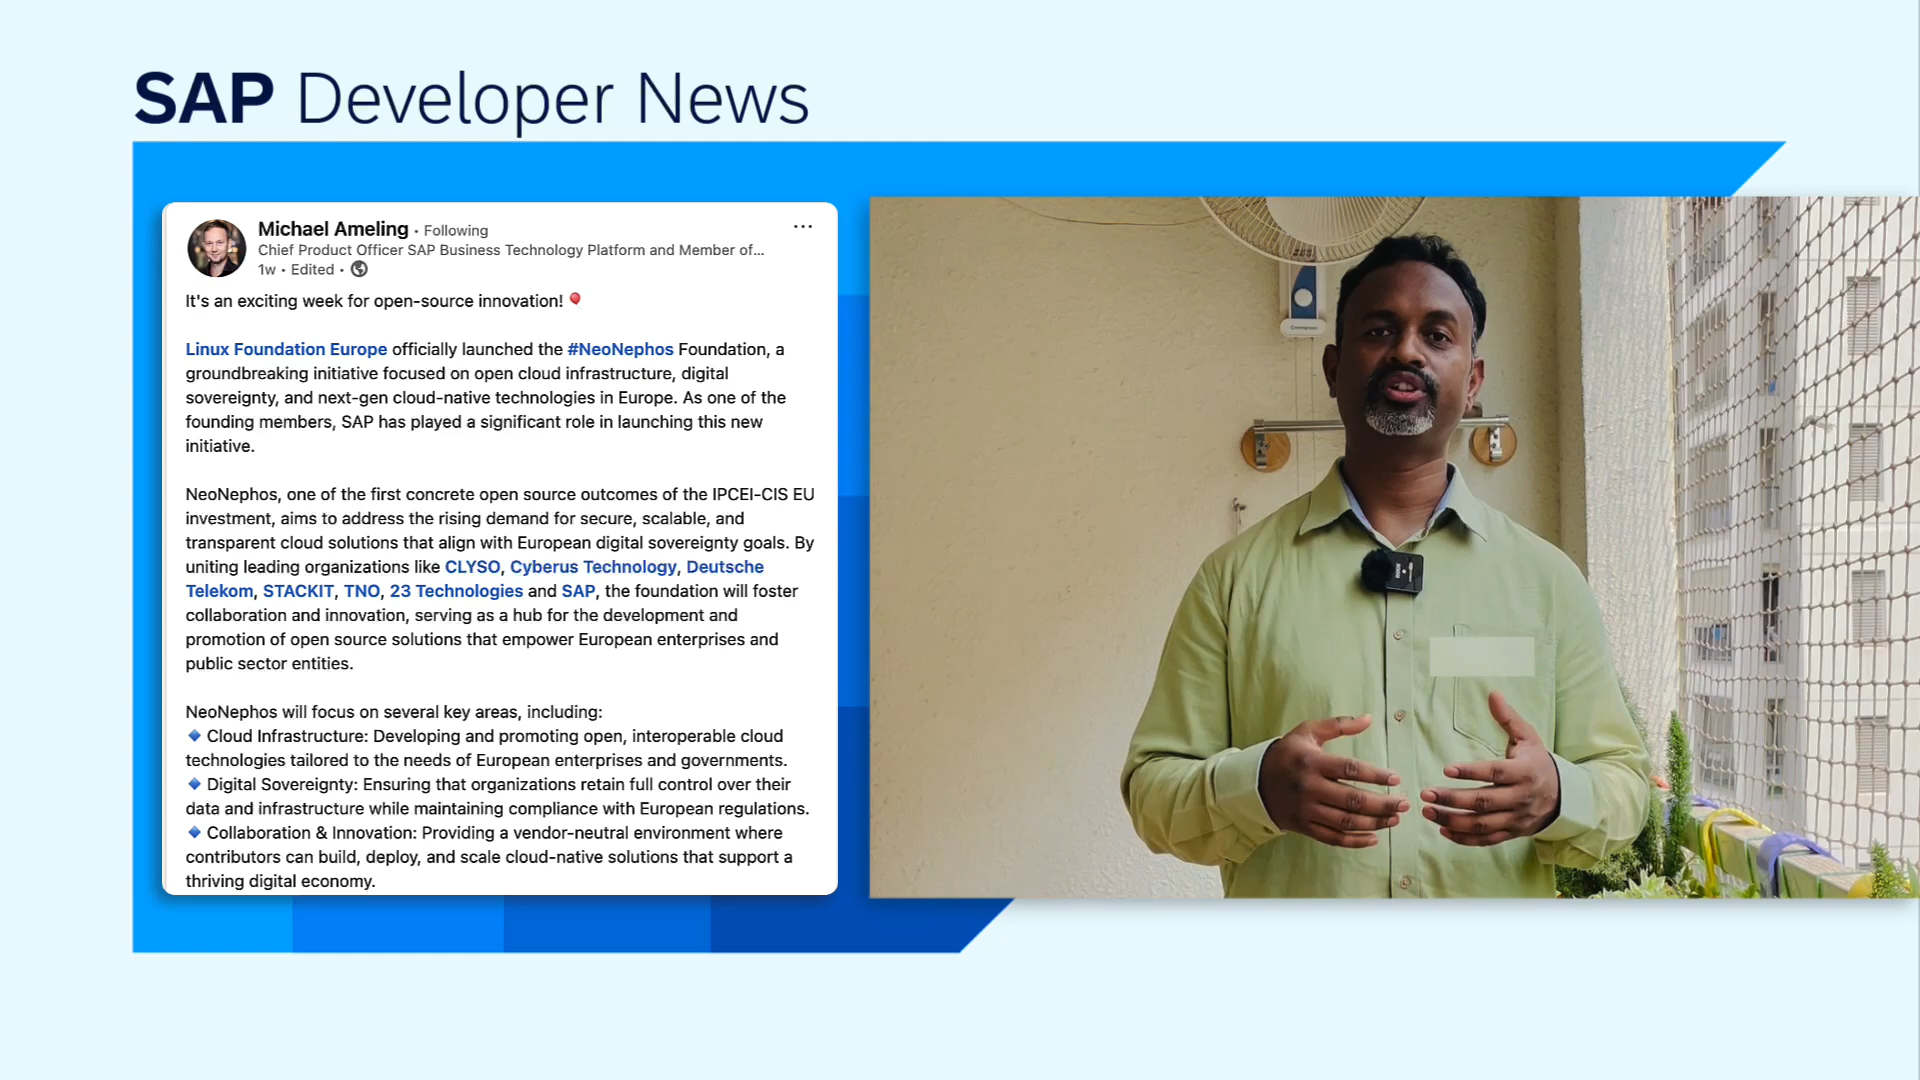 SAP Developer News
Michael Ameling • Following
Chief Product Officer SAP Business Technology Platform and Member of...
1w • Edited •
It's an exciting week for open-source innovation!
Linux Foundation Europe officially launched the #NeoNephos Foundation, a
groundbreaking initiative focused on open cloud infrastructure, digital
sovereignty, and next-gen cloud-native technologies in Europe. As one of the
founding members, SAP has played a significant role in launching this new
initiative.
NeoNephos, one of the first concrete open source outcomes of the IPCEI-CIS EU
investment, aims to address the rising demand for secure, scalable, and
transparent cloud solutions that align with European digital sovereignty goals. By
uniting leading organizations like CLYSO, Cyberus Technology, Deutsche
Telekom, STACKIT, TNO, 23 Technologies and SAP, the foundation will foster
collaboration and innovation, serving as a hub for the development and
promotion of open source solutions that empower European enterprises and
public sector entities.
NeoNephos will focus on several key areas, including:
Cloud Infrastructure: Developing and promoting open, interoperable cloud
technologies tailored to the needs of European enterprises and governments.
Digital Sovereignty: Ensuring that organizations retain full control over their
data and infrastructure while maintaining compliance with European regulations.
Collaboration & Innovation: Providing a vendor-neutral environment where
contributors can build, deploy, and scale cloud-native solutions that support a
thriving digital economy.